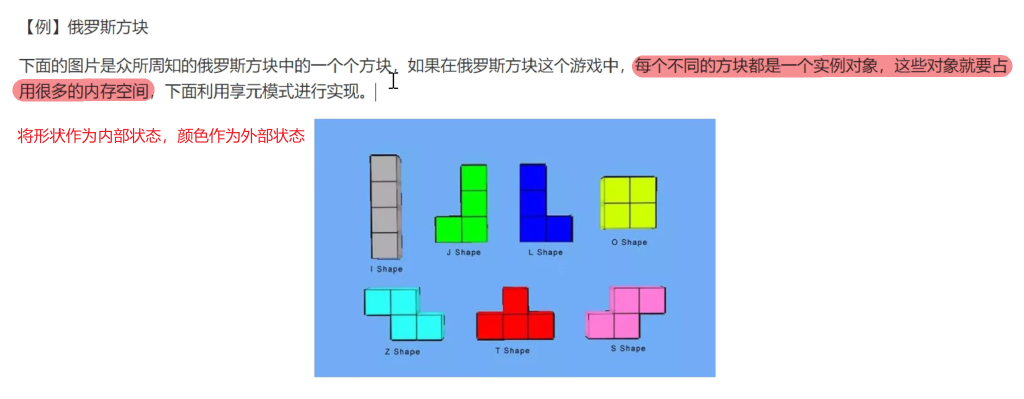 【例】俄罗斯方块
下面的图片是众所周知的俄罗斯方块中的一个个方块，如果在俄罗斯方块这个游戏中，每个不同的方块都是一个实例对象，这些对象就要占
用很多的内存空间，下面利用享元模式进行实现。
将形状作为内部状态，颜色作为外部状态
I Shape
J Shape
L Shape
O Shape
Z Shape
T Shape
S Shape